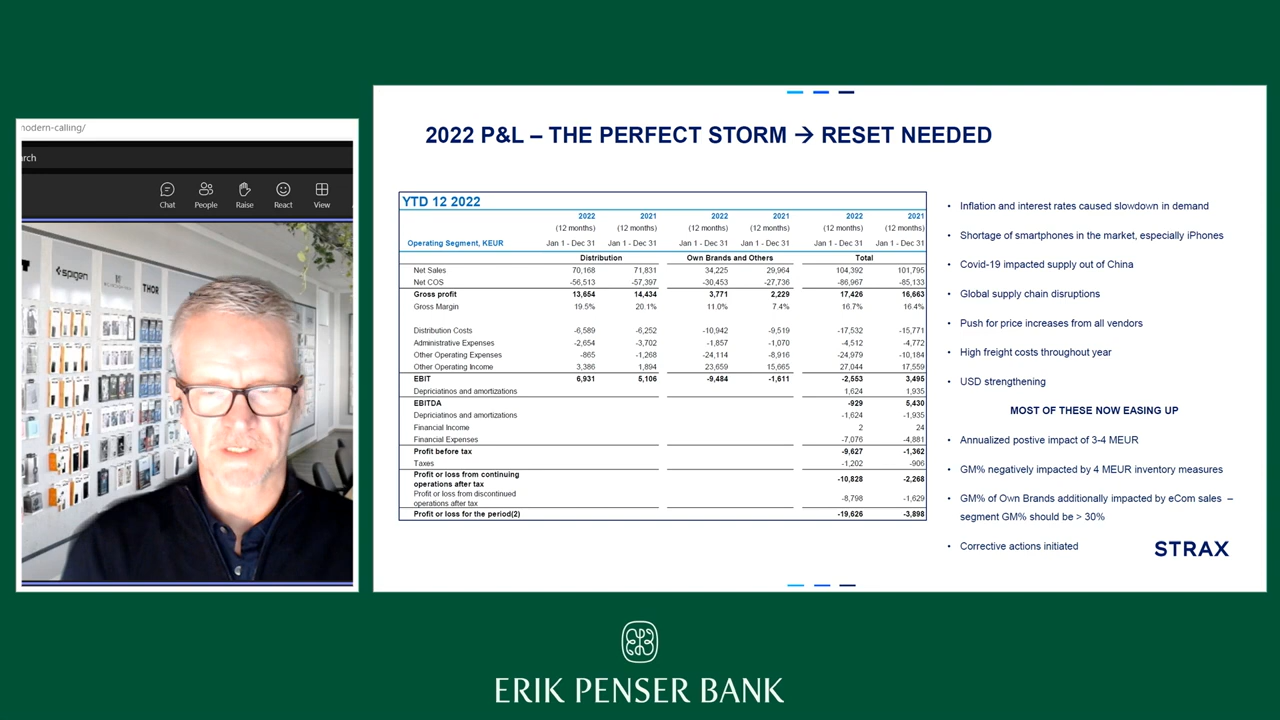 nodern-calling/
rch
Chat People Raise React View
spigen
THOR
2022 P&L – THE PERFECT STORM → RESET NEEDED
YTD 12 2022
2022 2021 2022 2021 2022 2021
(12 months) (12 months) (12 months) (12 months) (12 months) (12 months)
Operating Segment, KEUR Jan 1 - Dec 31 Jan 1 - Dec 31 Jan 1 - Dec 31 Jan 1 - Dec 31 Jan 1 - Dec 31 Jan 1 - Dec 31
Distribution Own Brands and Others Total
Net Sales 70,168 71,831 34,225 29,964 104,392 101,795
Net COS -56,513 -57,397 -30,453 -27,736 -86,967 -85,133
Gross profit 13,654 14,434 3,771 2,229 17,426 16,663
Gross Margin 19.5% 20.1% 11.0% 7.4% 16.7% 16.4%
Distribution Costs -6,589 -6,252 -10,942 -9,519 -17,532 -15,771
Administrative Expenses -2,654 -3,702 -1,857 -1,070 -4,512 -4,772
Other Operating Expenses -865 -1,268 -24,114 -8,916 -24,979 -10,184
Other Operating Income 3,386 1,894 23,659 15,665 27,044 17,559
EBIT 6,931 5,106 -9,484 -1,611 -2,553 3,495
Depriciatinos and amortizations 1,624 1,935
EBITDA -929 5,430
Depriciatinos and amortizations -1,624 -1,935
Financial Income 2 24
Financial Expenses -7,076 -4,881
Profit before tax -9,627 -1,362
Taxes -1,202 -906
Profit or loss from continuing
operations after tax -10,828 -2,268
Profit or loss from discontinued
operations after tax -8,798 -1,629
Profit or loss for the period(2) -19,626 -3,898
• Inflation and interest rates caused slowdown in demand
• Shortage of smartphones in the market, especially iPhones
• Covid-19 impacted supply out of China
• Global supply chain disruptions
• Push for price increases from all vendors
• High freight costs throughout year
• USD strengthening
MOST OF THESE NOW EASING UP
• Annualized postive impact of 3-4 MEUR
• GM% negatively impacted by 4 MEUR inventory measures
• GM% of Own Brands additionally impacted by eCom sales –
segment GM% should be > 30%
• Corrective actions initiated
STRAX
ERIK PENSER BANK